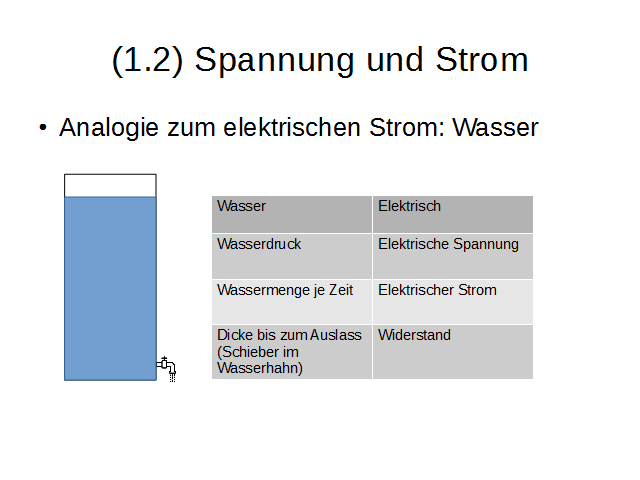 (1.2) Spannung und Strom
• Analogie zum elektrischen Strom: Wasser
Wasser
Elektrisch
Wasserdruck
Elektrische Spannung
Wassermenge je Zeit
Elektrischer Strom
Dicke bis zum Auslass
(Schieber im
Wasserhahn)
Widerstand